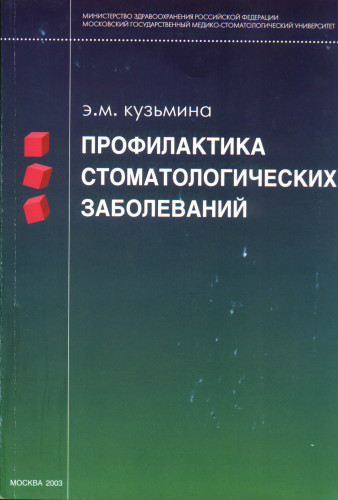 МИНИСТЕРСТВО ЗДРАВООХРАНЕНИЯ РОССИЙСКОЙ ФЕДЕРАЦИИ
МОСКОВСКИЙ ГОСУДАРСТВЕННЫЙ МЕДИКО-СТОМАТОЛОГИЧЕСКИЙ УНИВЕРСИТЕТ
Э.М. КУЗЬМИНА
ПРОФИЛАКТИКА
СТОМАТОЛОГИЧЕСКИХ
ЗАБОЛЕВАНИЙ
МОСКВА 2003